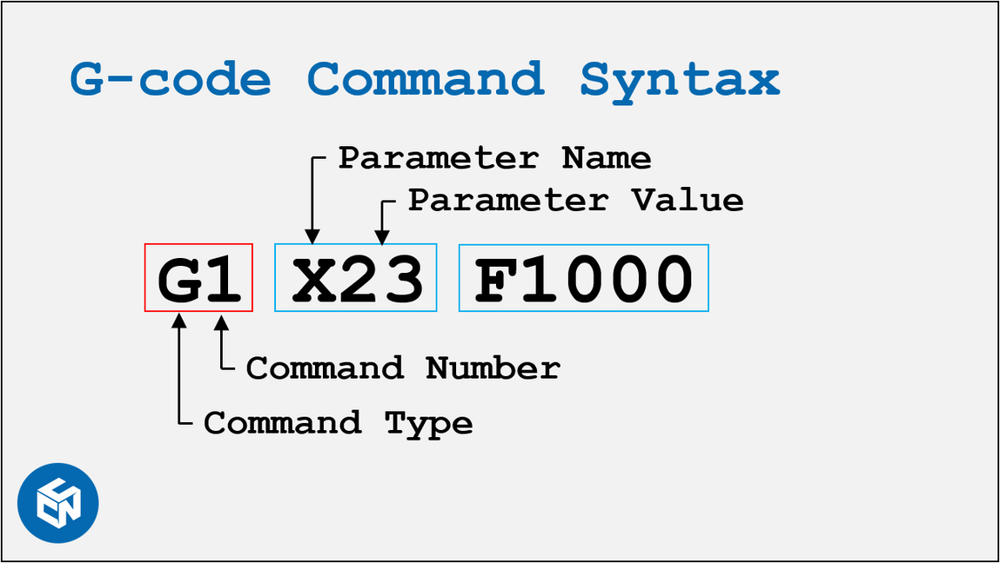 G-code Command Syntax
Parameter Name
Parameter Value
G1 X23 F1000
Command Number
Command Type